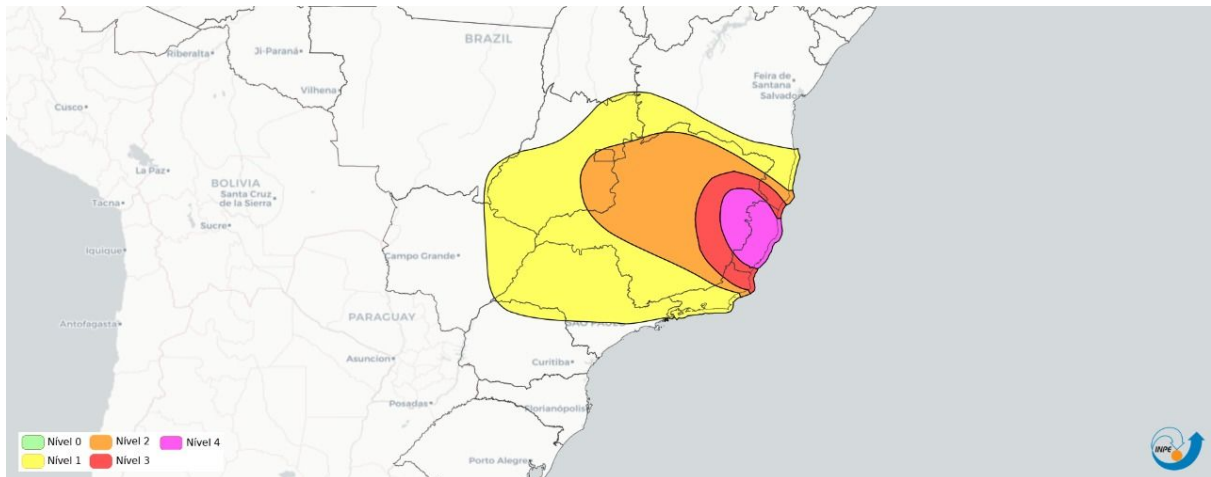 BRAZIL
Riberalta
Ji-Paraná
Vilhena
Feira de
Santana
Salvador
Cusco
La Paz
BOLIVIA
Santa Cruz
de la Sierra
Tacna
Sucre
Iquique
Campo Grande
PARAGUAY
Antofagasta
SÃO PAULO
Asuncion
Curitiba
Posadas
Florianópolis
Porto Alegre
Nível 0
Nível 2
Nível 4
Nível 1
Nível 3
INPE